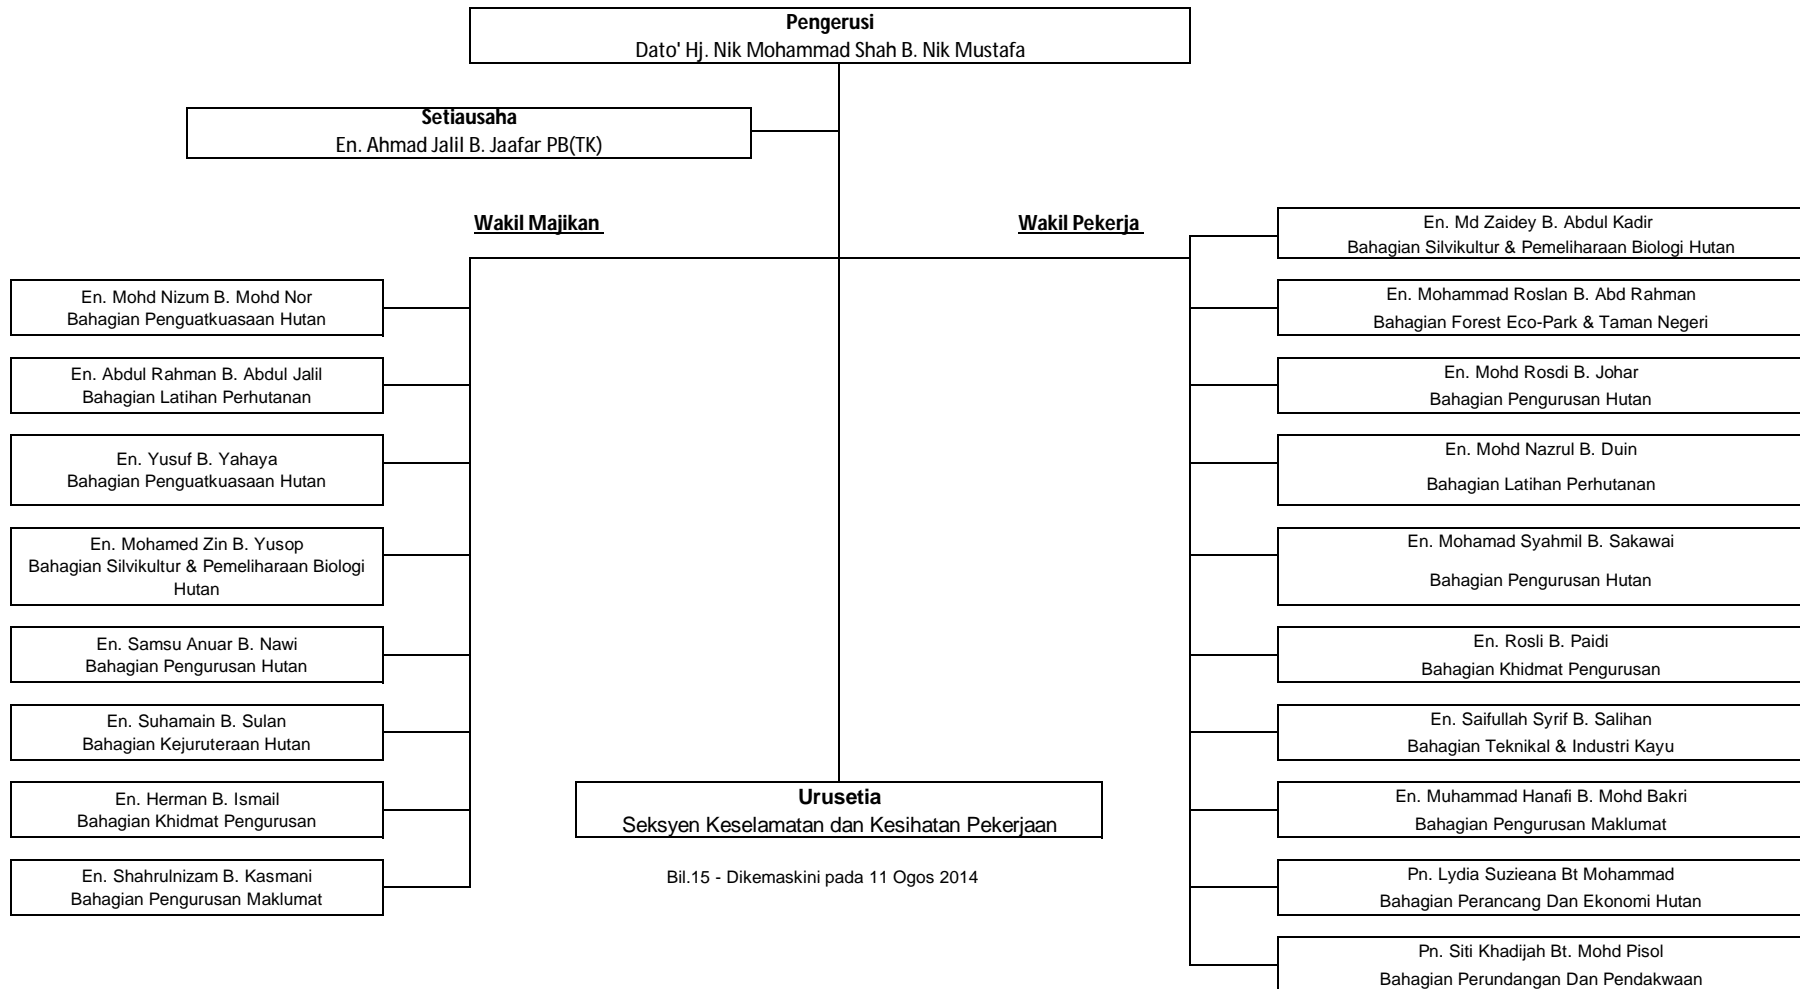 Pengerusi
Dato' Hj. Nik Mohammad Shah B. Nik Mustafa
Setiausaha
En. Ahmad Jalil B. Jaafar PB(TK)
Wakil Majikan
En. Mohd Nizum B. Mohd Nor
Bahagian Penguatkuasaan Hutan
En. Abdul Rahman B. Abdul Jalil
Bahagian Latihan Perhutanan
En. Yusuf B. Yahaya
Bahagian Penguatkuasaan Hutan
En. Mohamed Zin B. Yusop
Bahagian Silvikultur & Pemeliharaan Biologi
Hutan
En. Samsu Anuar B. Nawi
Bahagian Pengurusan Hutan
En. Suhamain B. Sulan
Bahagian Kejuruteraan Hutan
En. Herman B. Ismail
Bahagian Khidmat Pengurusan
En. Shahrulnizam B. Kasmani
Bahagian Pengurusan Maklumat
Wakil Pekerja
En. Md Zaidey B. Abdul Kadir
Bahagian Silvikultur & Pemeliharaan Biologi Hutan
En. Mohammad Roslan B. Abd Rahman
Bahagian Forest Eco-Park & Taman Negeri
En. Mohd Rosdi B. Johar
Bahagian Pengurusan Hutan
En. Mohd Nazrul B. Duin
Bahagian Latihan Perhutanan
En. Mohamad Syahmil B. Sakawai
Bahagian Pengurusan Hutan
En. Rosli B. Paidi
Bahagian Khidmat Pengurusan
En. Saifullah Syrif B. Salihan
Bahagian Teknikal & Industri Kayu
En. Muhammad Hanafi B. Mohd Bakri
Bahagian Pengurusan Maklumat
Pn. Lydia Suzieana Bt Mohammad
Bahagian Perancang Dan Ekonomi Hutan
Pn. Siti Khadijah Bt. Mohd Pisol
Bahagian Perundangan Dan Pendakwaan
Urusetia
Seksyen Keselamatan dan Kesihatan Pekerjaan
Bil.15 - Dikemaskini pada 11 Ogos 2014